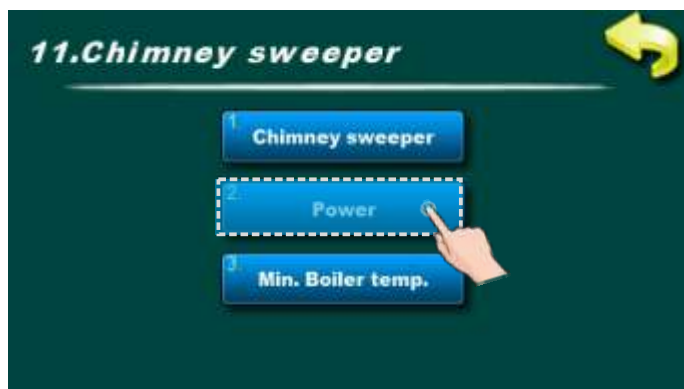 11.Chimney sweeper
1.
Chimney sweeper
2.
Power
3.
Min. Boiler temp.